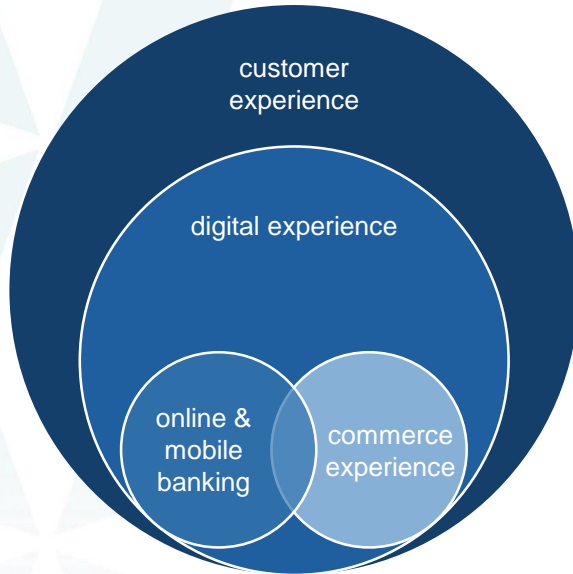 customer
experience
digital experience
online &
mobile
banking
commerce
experience